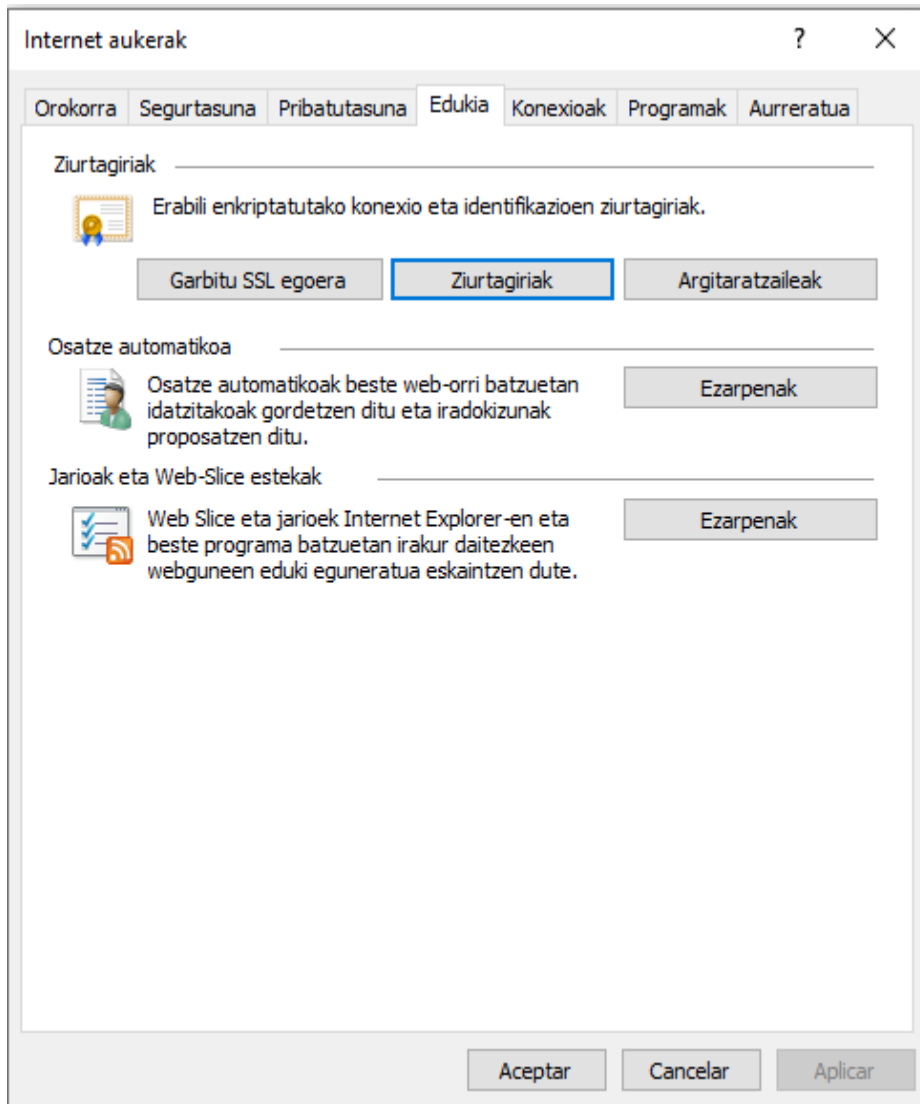 Internet aukerak
?
Orokorra Segurtasuna Pribatutasuna Edukia Konexioak Programak Aurreratua
Ziurtagiriak
Erabili enkriptatutako konexio eta identifikazioen ziurtagiriak.
Garbitu SSL egoera Ziurtagiriak Argitaratzaileak
Osatze automatikoa
Osatze automatikoak beste web-orri batzuetan
idatzitakoak gordetzen ditu eta iradokizunak
proposatzen ditu.
Ezarpenak
Jarioak eta Web-Slice estekak
Web Slice eta jarioek Internet Explorer-en eta
beste programa batzuetan irakur daitezkeen
webguneen eduki eguneratua eskaintzen dute.
Ezarpenak
Aceptar Cancelar Aplicar